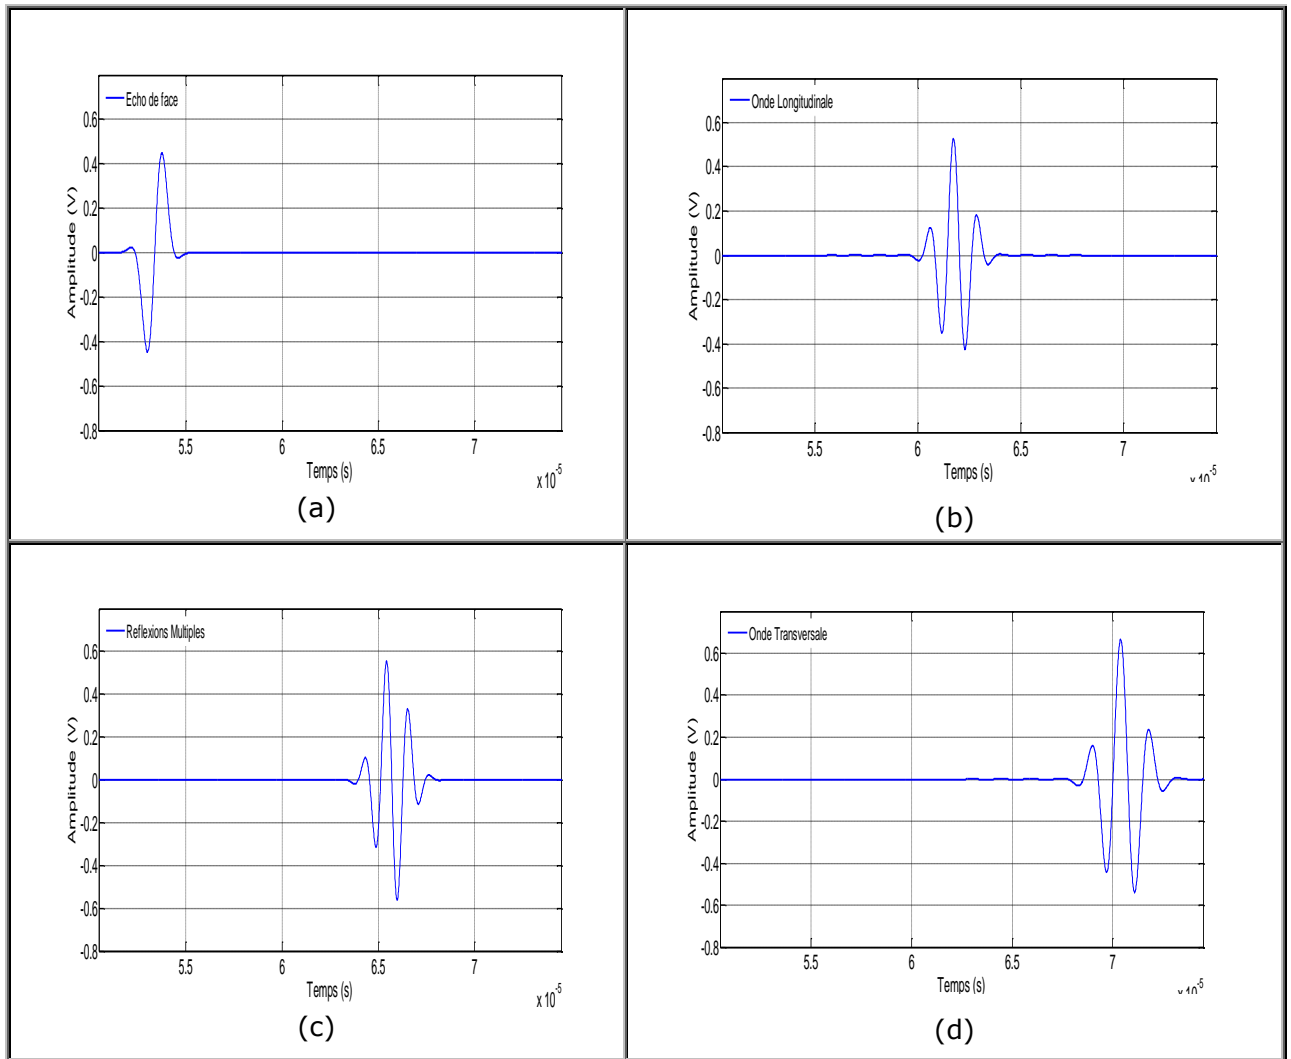 Echo de face
0.6
0.4
0.2
0
-0.2
-0.4
-0.6
-0.8
Amplitude (V)
5.5 6 6.5 7
Temps (s)
x 10^-5
(a)
Onde Longitudinale
0.6
0.4
0.2
0
-0.2
-0.4
-0.6
-0.8
Amplitude (V)
5.5 6 6.5 7
Temps (s)
x 10^-5
(b)
Reflexions Multiples
0.6
0.4
0.2
0
-0.2
-0.4
-0.6
-0.8
Amplitude (V)
5.5 6 6.5 7
Temps (s)
x 10^-5
(c)
Onde Transversale
0.6
0.4
0.2
0
-0.2
-0.4
-0.6
-0.8
Amplitude (V)
5.5 6 6.5 7
Temps (s)
x 10^-5
(d)